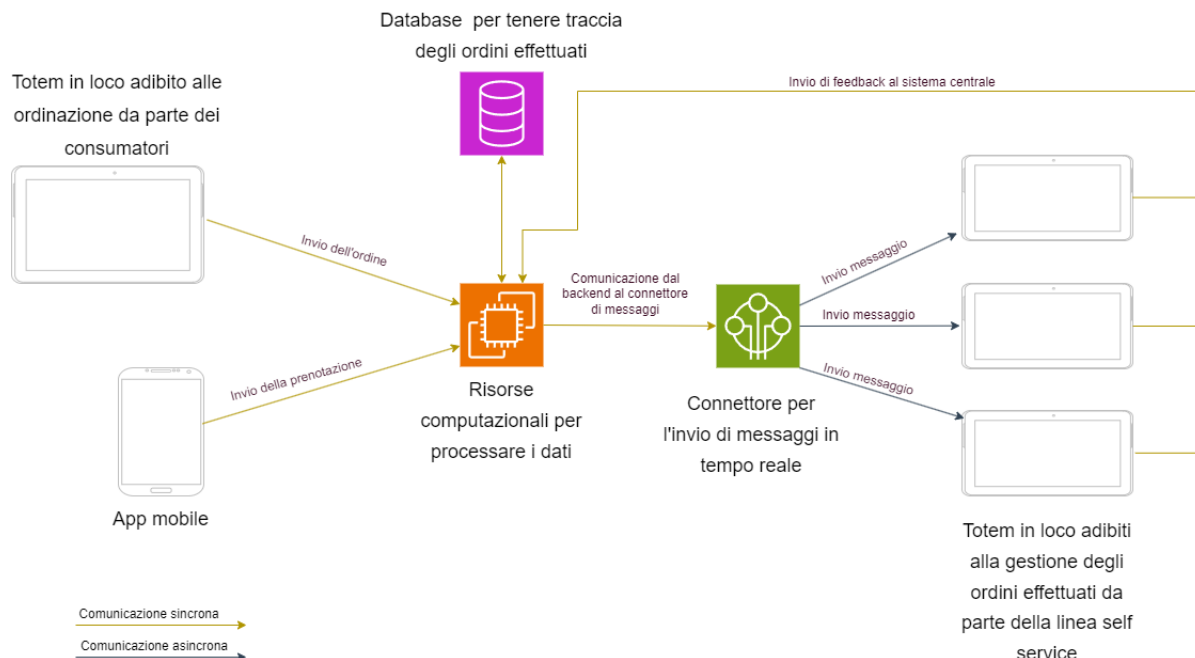 Database  per tenere traccia
degli ordini effettuati
Totem in loco adibito alle
ordinazione da parte dei
consumatori
Invio di feedback al sistema centrale
Invio dell'ordine
Comunicazione dal
backend al connettore
di messaggi
Invio messaggio
Invio messaggio
Invio messaggio
Invio della prenotazione
Risorse
computazionali per
processare i dati
Connettore per
l'invio di messaggi in
tempo reale
App mobile
Totem in loco adibiti
alla gestione degli
ordini effettuati da
parte della linea self
service
Comunicazione sincrona
Comunicazione asincrona